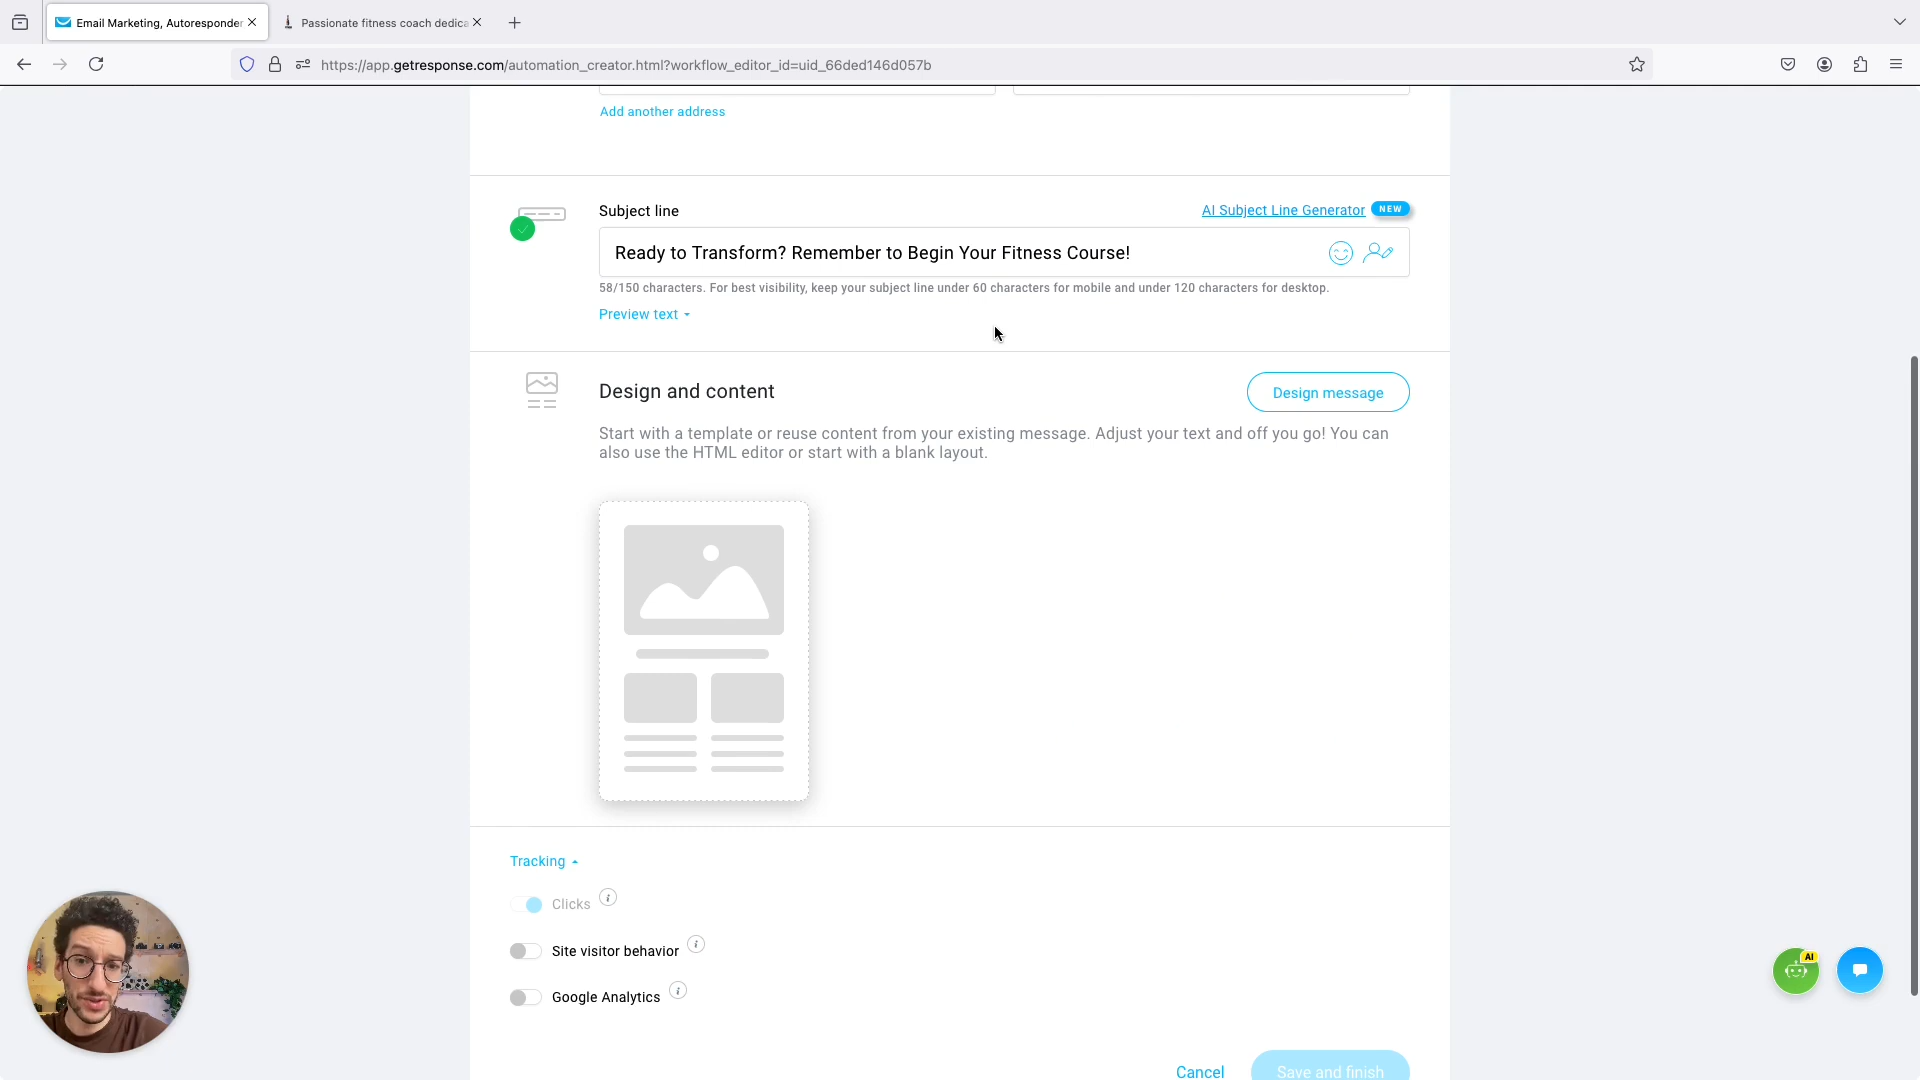 Email Marketing, Autoresponder
Passionate fitness coach dedica
https://app.getresponse.com/automation_creator.html?workflow_editor_id=uid_66ded146d057b
Add another address
Subject line
AI Subject Line Generator NEW
Ready to Transform? Remember to Begin Your Fitness Course!
58/150 characters. For best visibility, keep your subject line under 60 characters for mobile and under 120 characters for desktop.
Preview text
Design and content
Design message
Start with a template or reuse content from your existing message. Adjust your text and off you go! You can
also use the HTML editor or start with a blank layout.
Tracking
Clicks
Site visitor behavior
Google Analytics
AI
Cancel
Save and finish